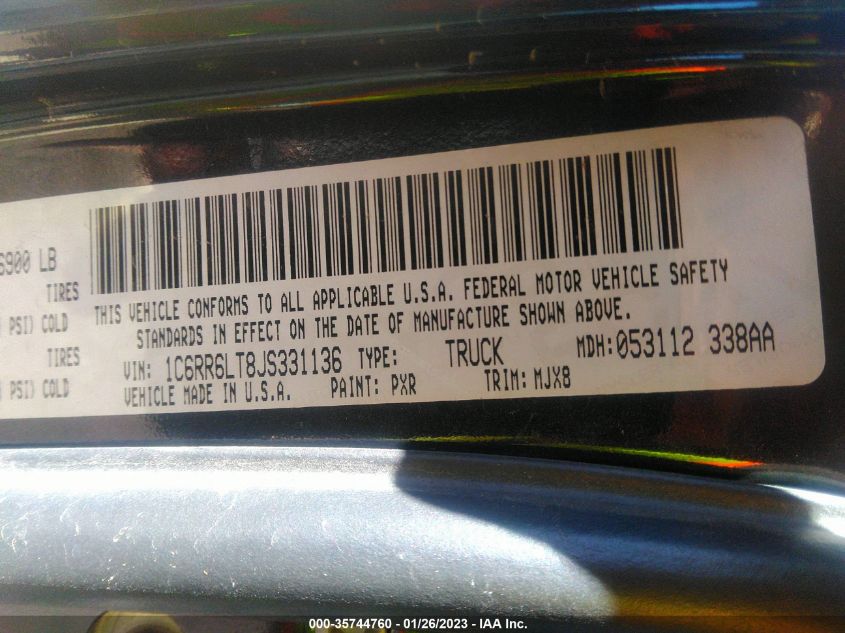 6900 LB
TIRES
PSI) COLD
TIRES
PSI) COLD
THIS VEHICLE CONFORMS TO ALL APPLICABLE U.S.A. FEDERAL MOTOR VEHICLE SAFETY
STANDARDS IN EFFECT ON THE DATE OF MANUFACTURE SHOWN ABOVE.
VIN: 1C6RR6LT8JS331136 TYPE: TRUCK MDH:053112 338AA
VEHICLE MADE IN U.S.A. PAINT: PXR TRIM: MJX8
000-35744760 — 01/26/2023 — IAA Inc.